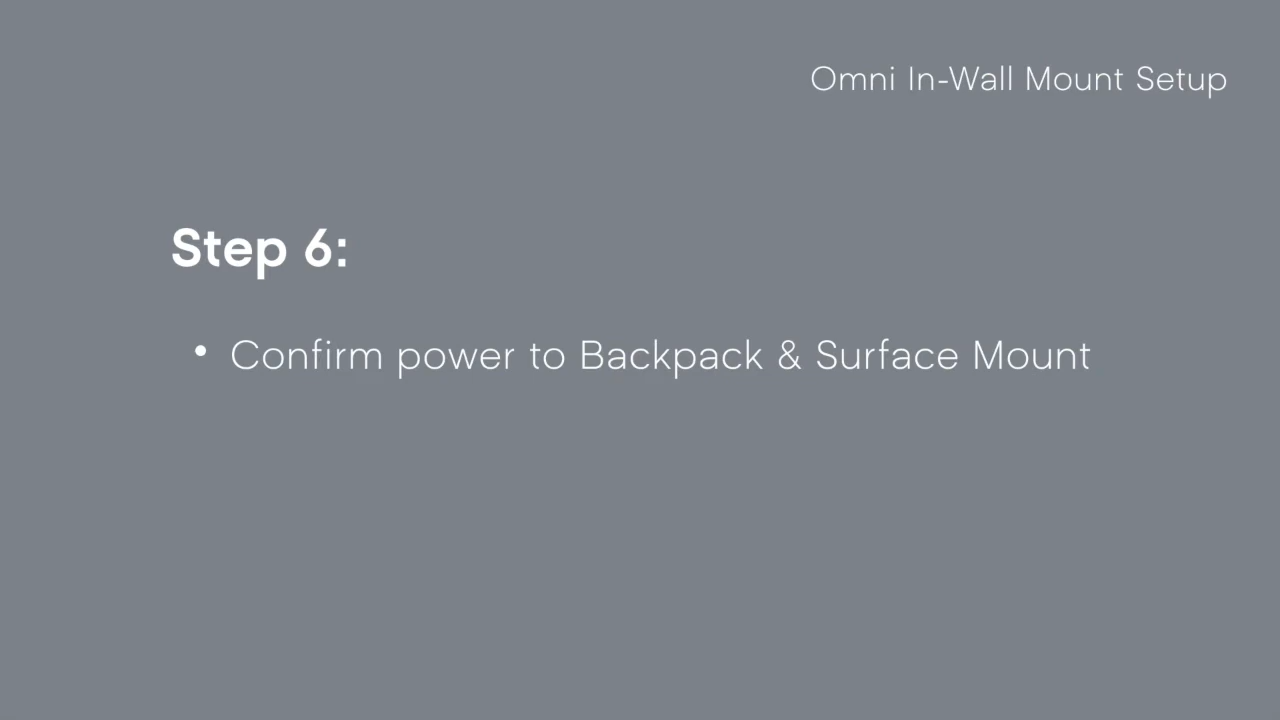 Omni In-Wall Mount Setup
Step 6:
• Confirm power to Backpack & Surface Mount